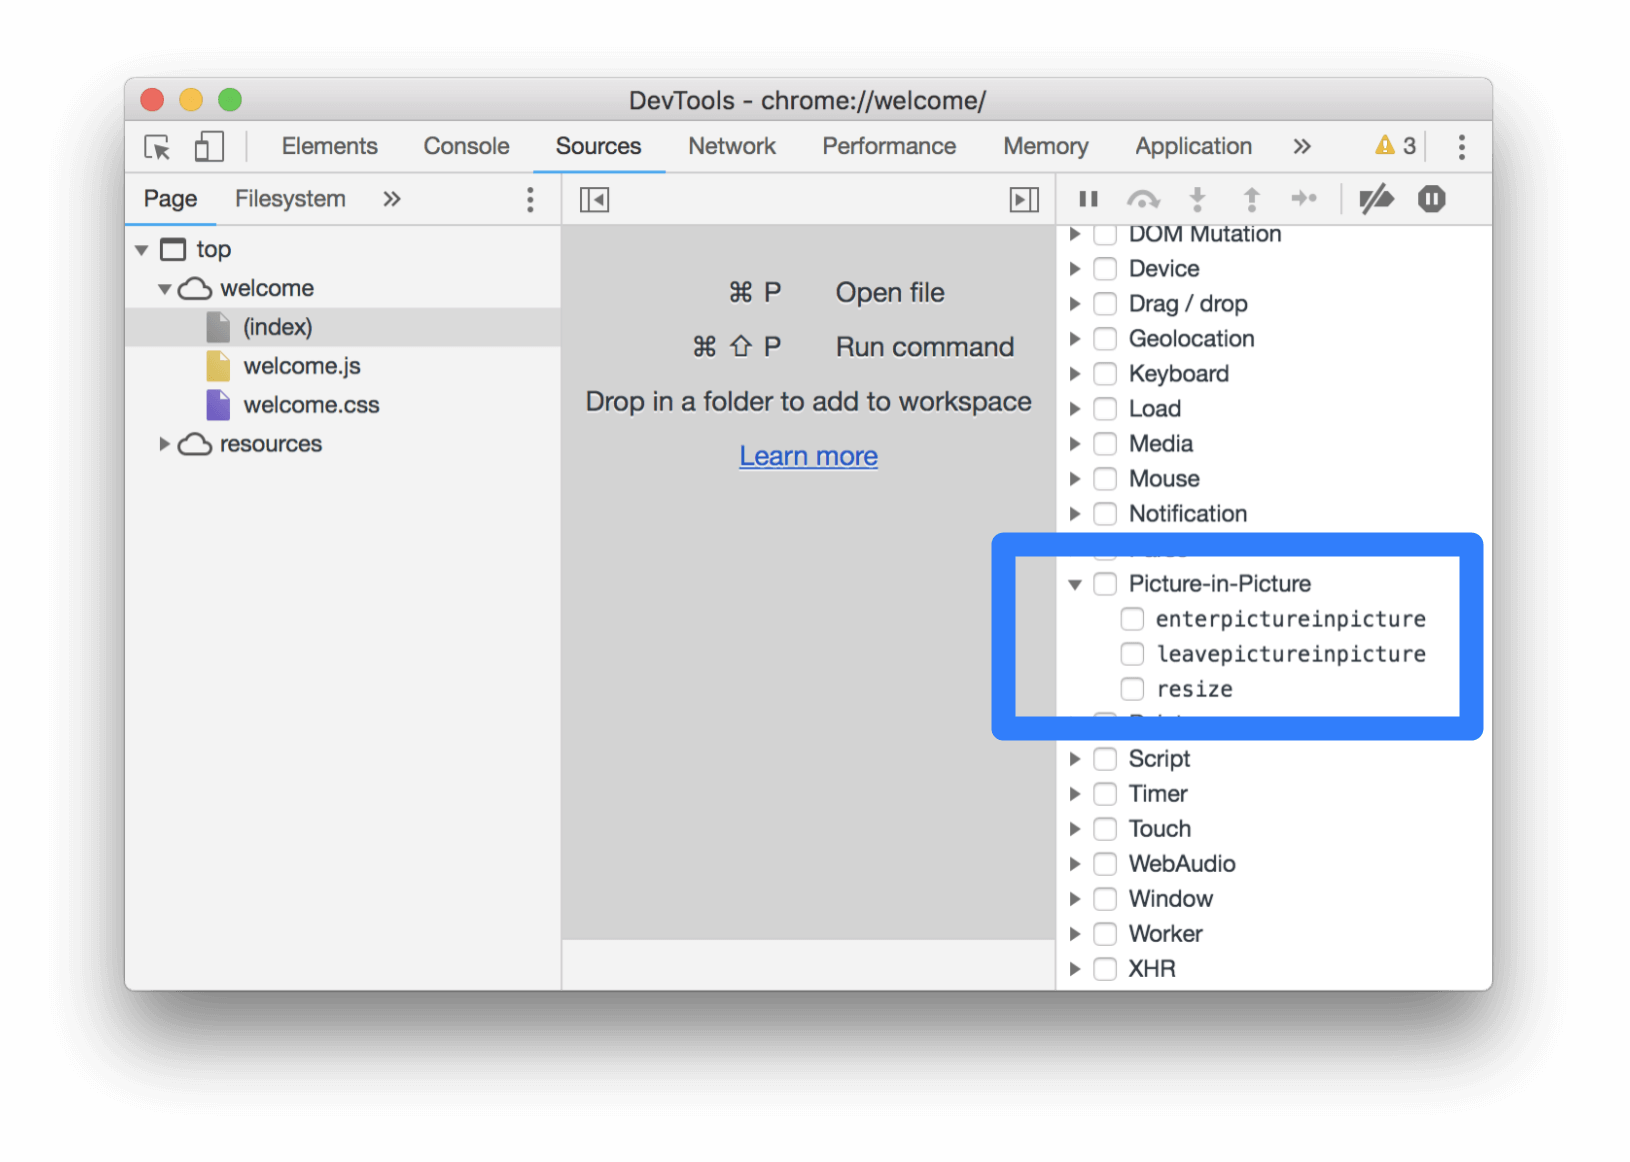 DevTools - chrome://welcome/
Elements Console Sources Network Performance Memory Application » 3
Page Filesystem »
top
welcome
(index)
welcome.js
welcome.css
resources
⌘ P Open file
⌘ ⇧ P Run command
Drop in a folder to add to workspace
Learn more
DOM Mutation
Device
Drag / drop
Geolocation
Keyboard
Load
Media
Mouse
Notification
Picture-in-Picture
enterpictureinpicture
leavepictureinpicture
resize
Script
Timer
Touch
WebAudio
Window
Worker
XHR